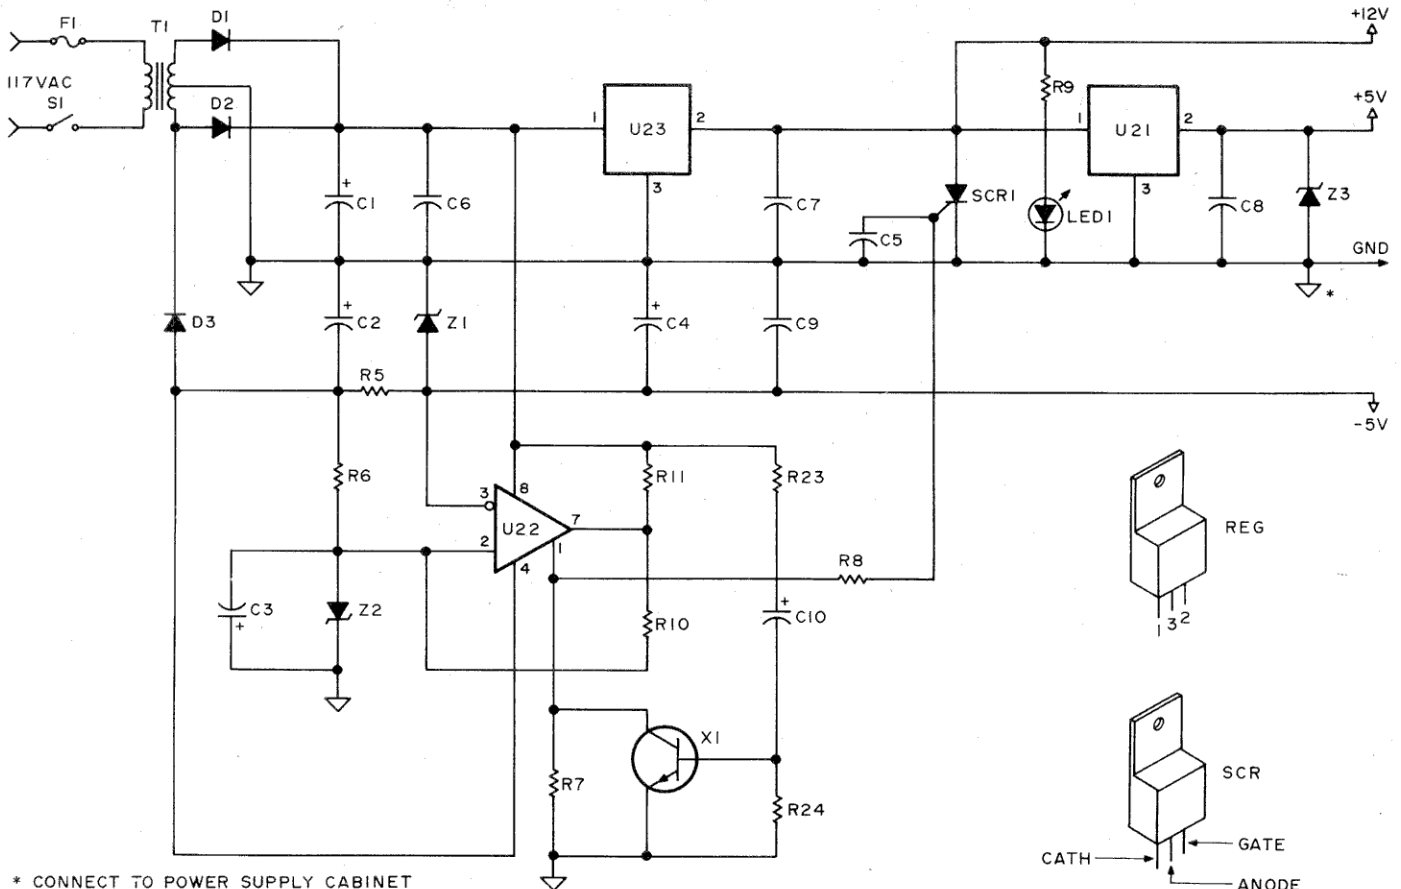 F1
T1
D1
+12V
117VAC
S1
D2
R9
+5V
1
U23
2
1
U21
2
3
3
+
C1
C6
C7
C5
SCR1
LED1
C8
Z3
GND
*
D3
+
C2
Z1
+
C4
C9
R5
-5V
R6
R11
R23
3
8
U22
7
2
1
4
REG
R8
C3
+
Z2
R10
+
C10
1
3
2
X1
R7
R24
SCR
GATE
CATH
ANODE
* CONNECT TO POWER SUPPLY CABINET